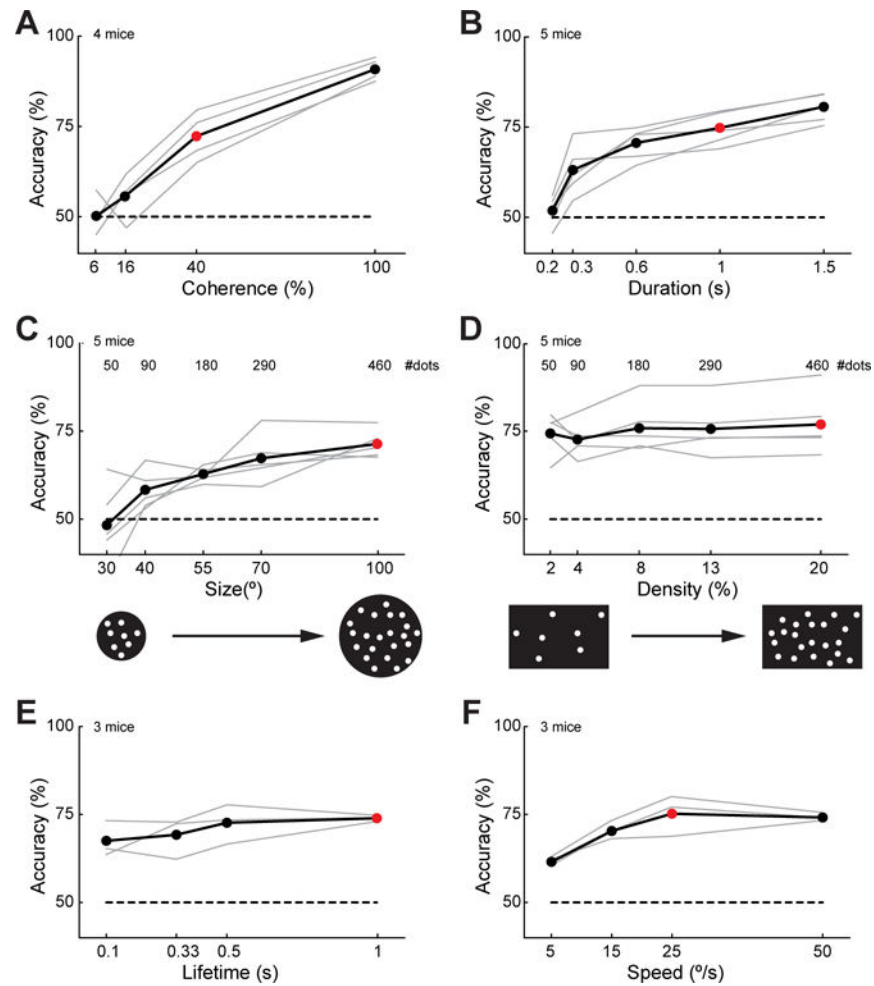 A
4 mice
100
75
50
Accuracy (%)
6 16 40 100
Coherence (%)
B
5 mice
100
75
50
Accuracy (%)
0.2 0.3 0.6 1 1.5
Duration (s)
C
100
5 mice
50 90 180 290 460 #dots
75
50
Accuracy (%)
30 40 55 70 100
Size(º)
D
100
5 mice
50 90 180 290 460 #dots
75
50
Accuracy (%)
2 4 8 13 20
Density (%)
E
100
3 mice
75
50
Accuracy (%)
0.1 0.33 0.5 1
Lifetime (s)
F
100
3 mice
75
50
Accuracy (%)
5 15 25 50
Speed (º/s)